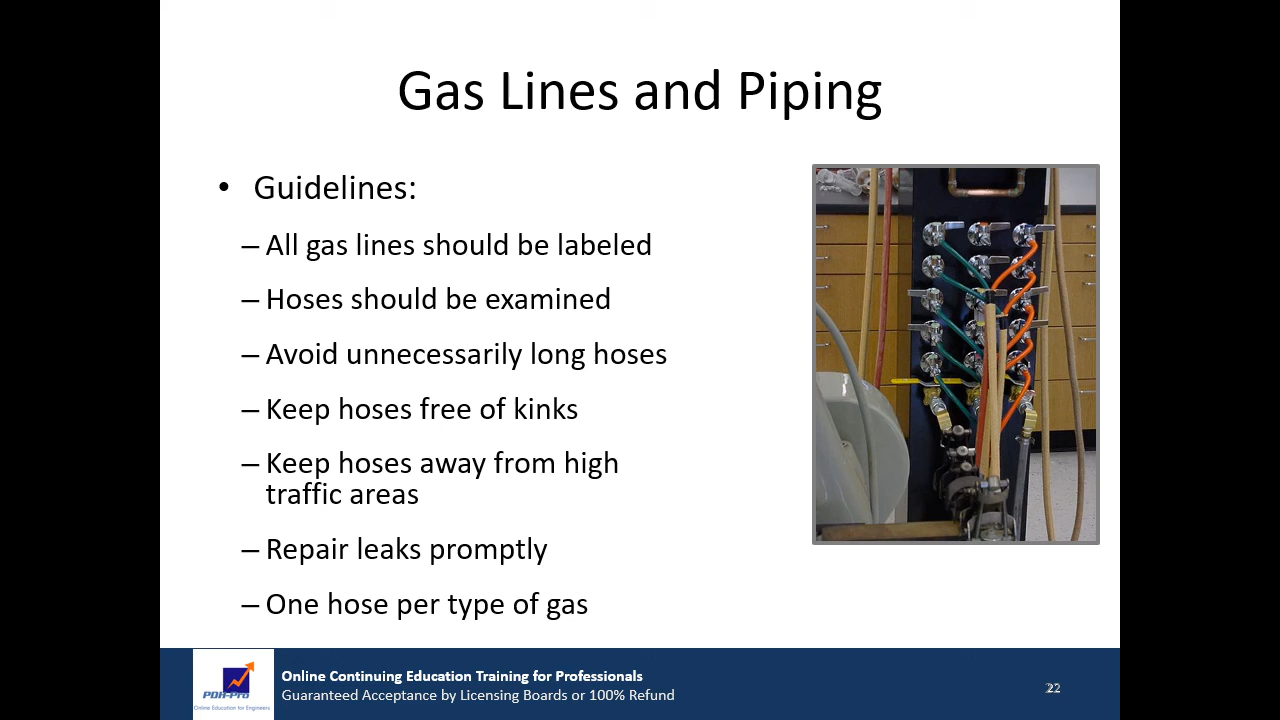 Gas Lines and Piping
• Guidelines:
– All gas lines should be labeled
– Hoses should be examined
– Avoid unnecessarily long hoses
– Keep hoses free of kinks
– Keep hoses away from high
traffic areas
– Repair leaks promptly
– One hose per type of gas
PDH-Pro
Online Education for Engineers
Online Continuing Education Training for Professionals
Guaranteed Acceptance by Licensing Boards or 100% Refund
22